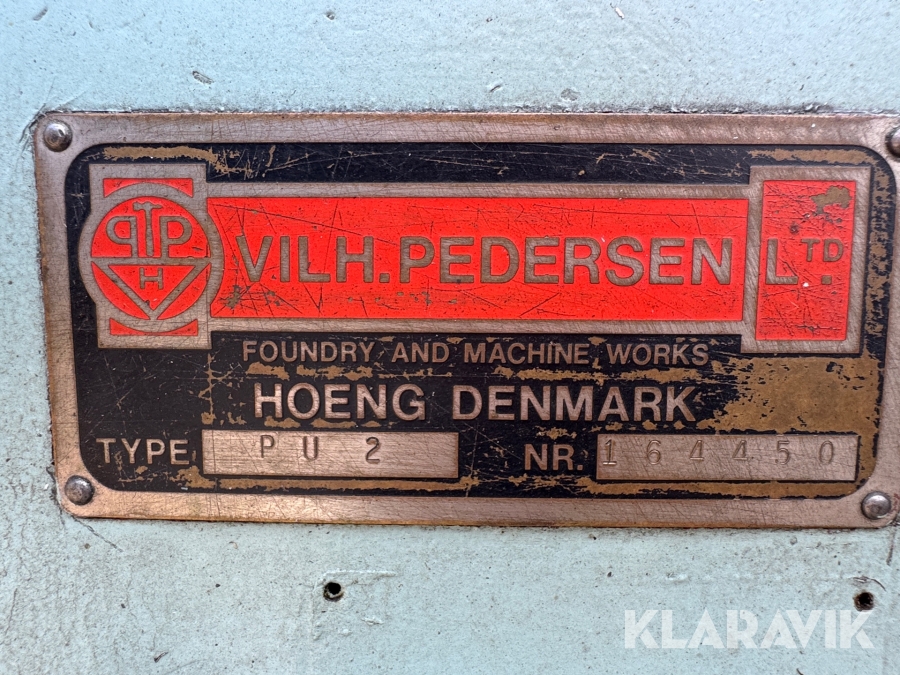 VILH. PEDERSEN LTD.
FOUNDRY AND MACHINE WORKS
HOENG DENMARK
TYPE PU 2 NR. 164450
KLARAVIK